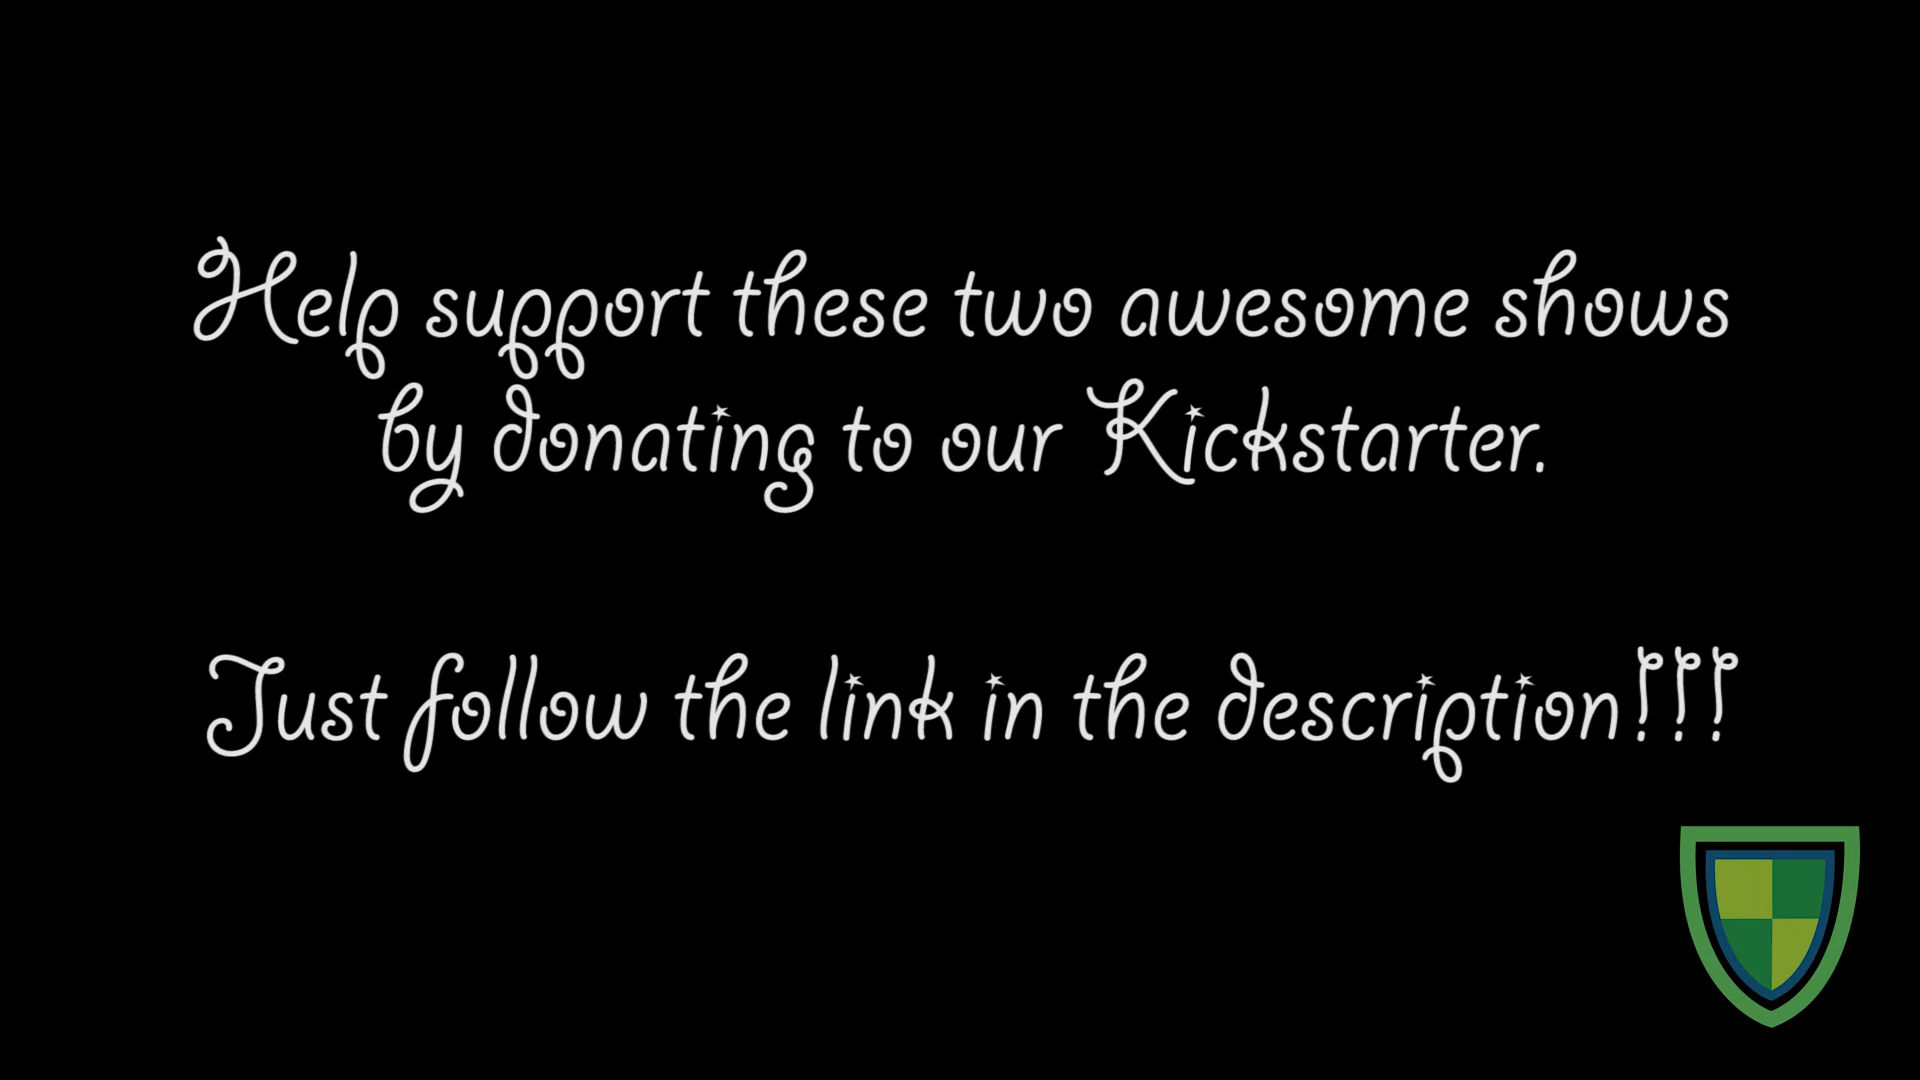 Help support these two awesome shows
by donating to our Kickstarter.
Just follow the link in the description!!!